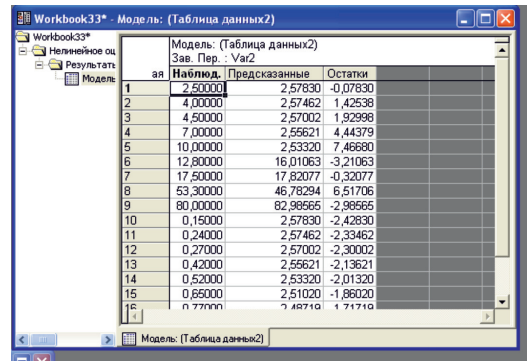 Workbook33* - Модель: (Таблица данных2)
Workbook33*
Нелинейное оц
Результать
Модель
Модель: (Таблица данных2)
Зав. Пер. : Var2
ая Наблюд. Предсказанные Остатки
1 2,50000 2,57830 -0,07830
2 4,00000 2,57462 1,42538
3 4,50000 2,57002 1,92998
4 7,00000 2,55621 4,44379
5 10,00000 2,53320 7,46680
6 12,80000 16,01063 -3,21063
7 17,50000 17,82077 -0,32077
8 53,30000 46,78294 6,51706
9 80,00000 82,98565 -2,98565
10 0,15000 2,57830 -2,42830
11 0,24000 2,57462 -2,33462
12 0,27000 2,57002 -2,30002
13 0,42000 2,55621 -2,13621
14 0,52000 2,53320 -2,01320
15 0,65000 2,51020 -1,86020
16 0,77000 2,48719
Модель: (Таблица данных2)